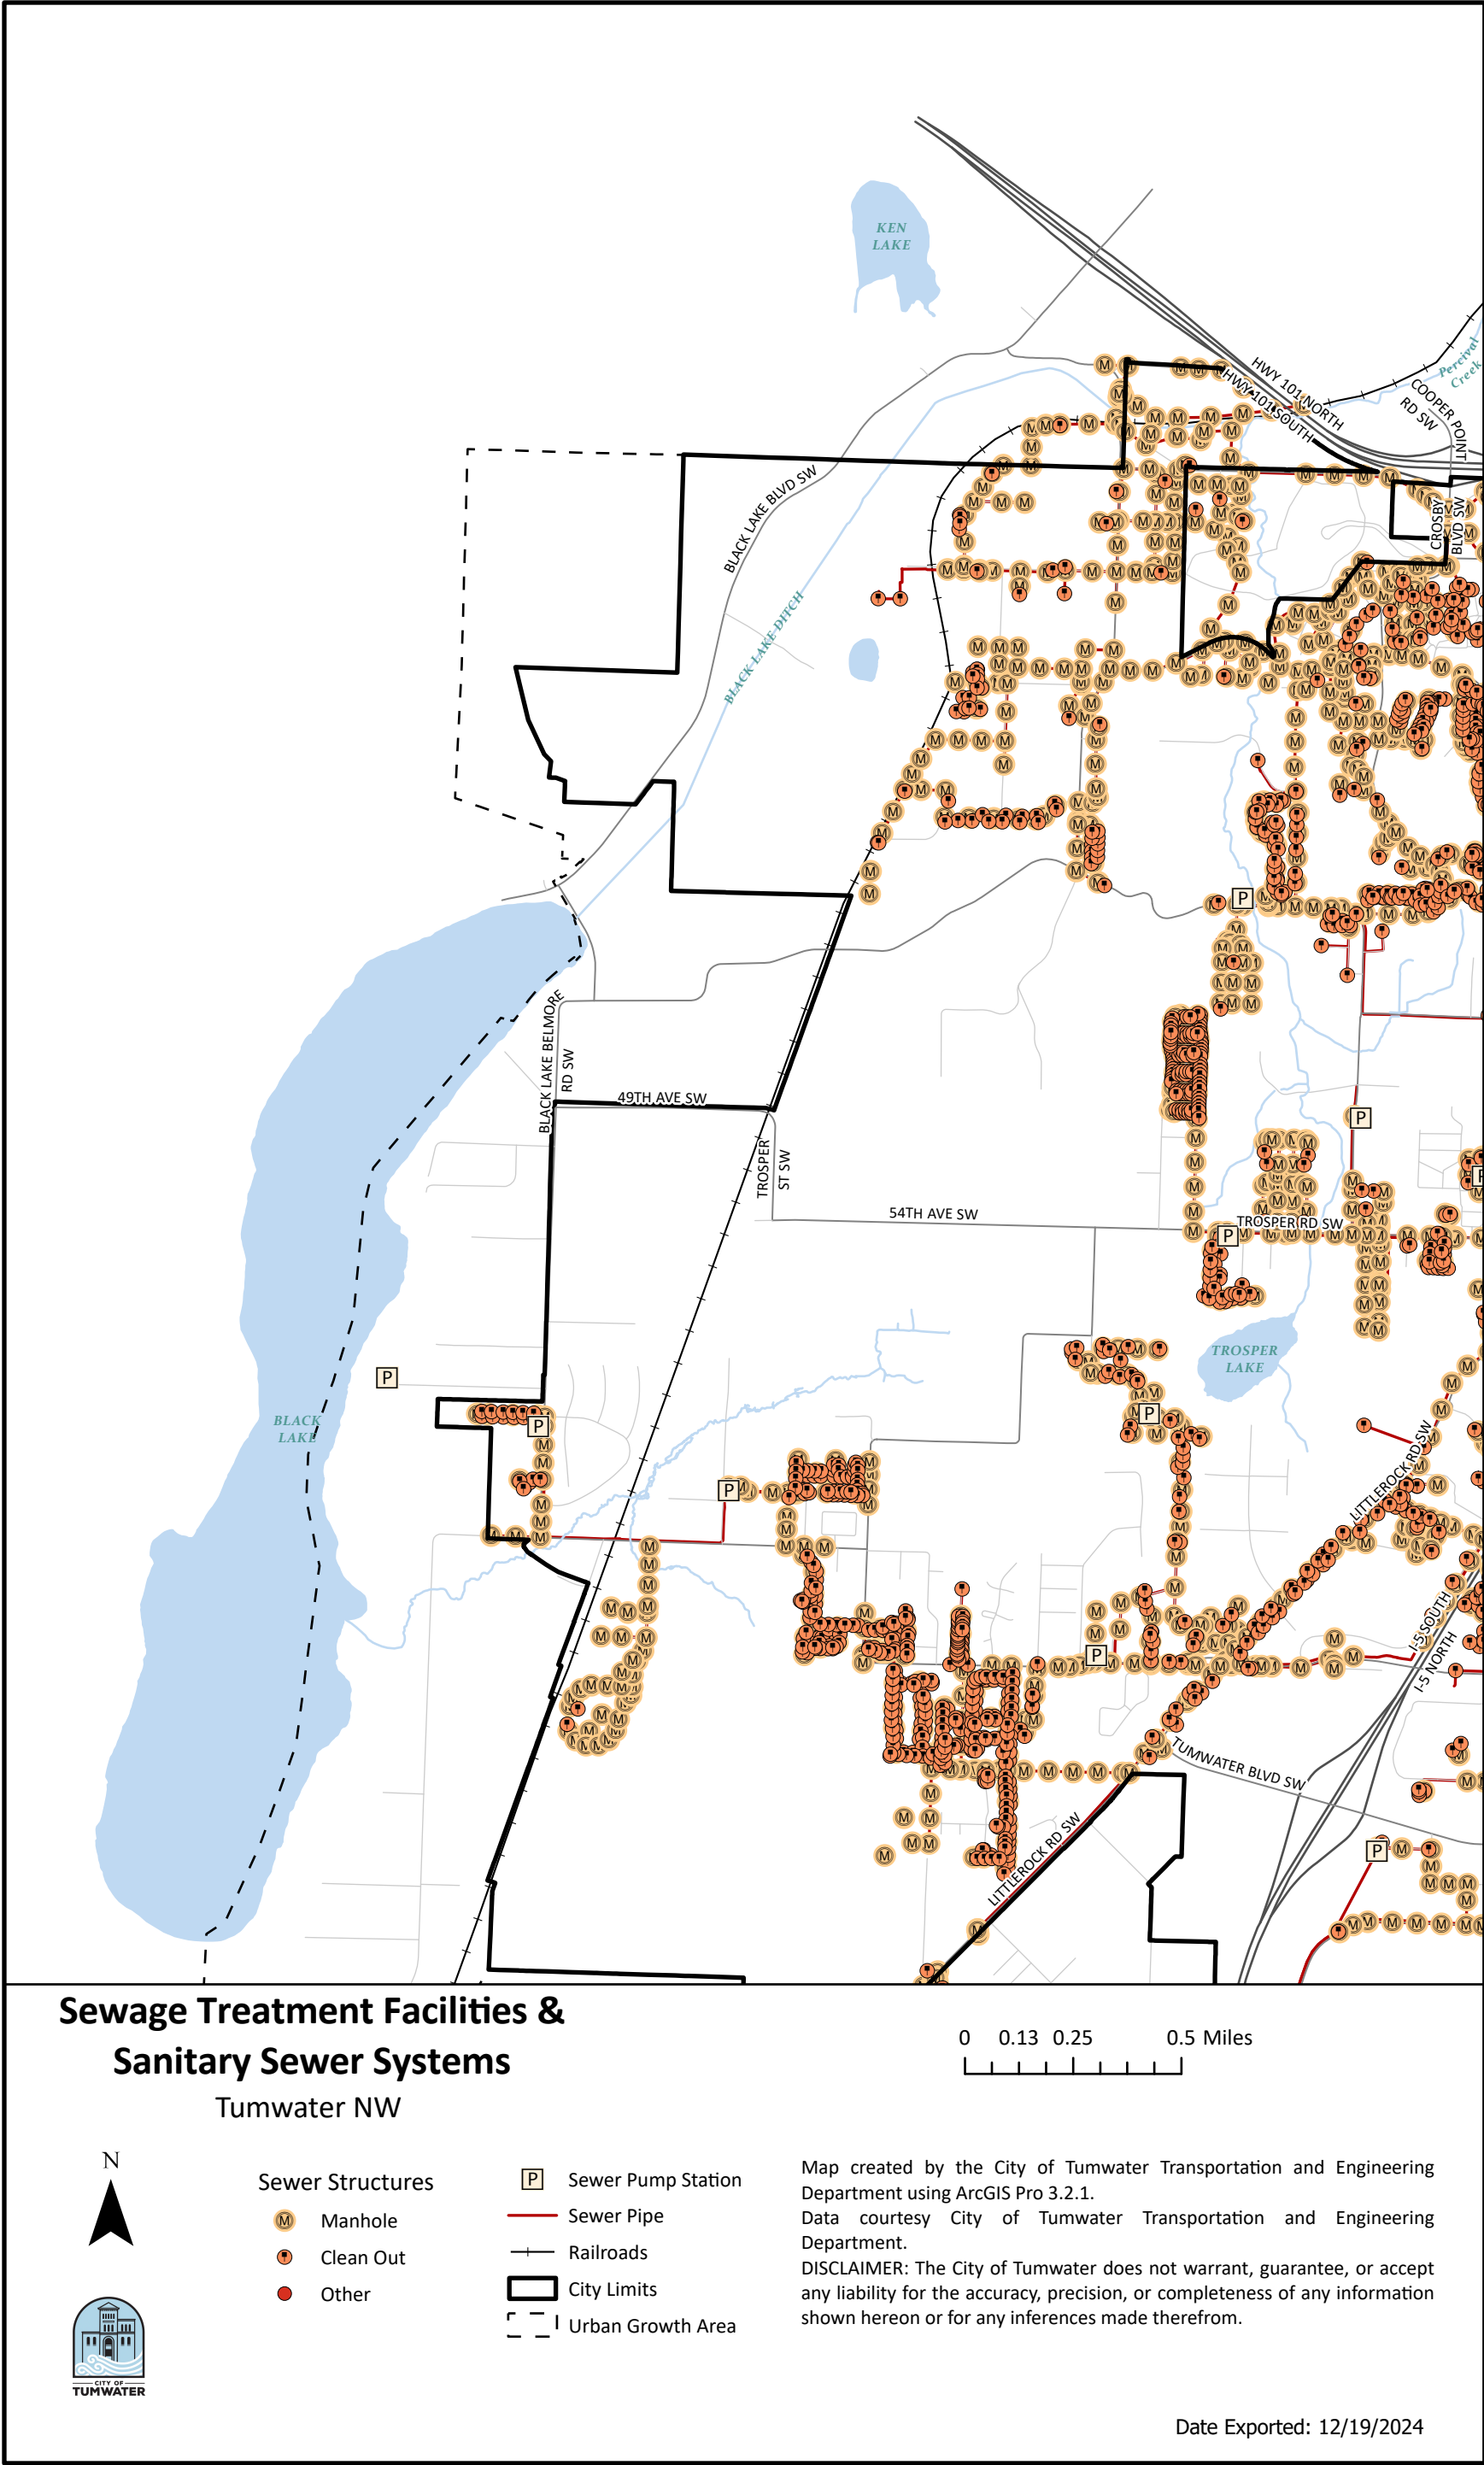 KEN
LAKE
Percival
Creek
HWY 101 NORTH
HWY 101 SOUTH
COOPER POINT
RD SW
CROSBY
BLVD SW
BLACK LAKE BLVD SW
BLACK LAKE DITCH
BLACK LAKE BELMORE
RD SW
49TH AVE SW
TROSPER
ST SW
54TH AVE SW
TROSPER RD SW
TROSPER
LAKE
BLACK
LAKE
LITTLEROCK RD SW
I-5 SOUTH
I-5 NORTH
TUMWATER BLVD SW
LITTLEROCK RD SW
Sewage Treatment Facilities &
Sanitary Sewer Systems
Tumwater NW
0 0.13 0.25 0.5 Miles
N
Sewer Structures
M Manhole
Clean Out
Other
P Sewer Pump Station
Sewer Pipe
Railroads
City Limits
Urban Growth Area
Map created by the City of Tumwater Transportation and Engineering
Department using ArcGIS Pro 3.2.1.
Data courtesy City of Tumwater Transportation and Engineering
Department.
DISCLAIMER: The City of Tumwater does not warrant, guarantee, or accept
any liability for the accuracy, precision, or completeness of any information
shown hereon or for any inferences made therefrom.
CITY OF
TUMWATER
Date Exported: 12/19/2024